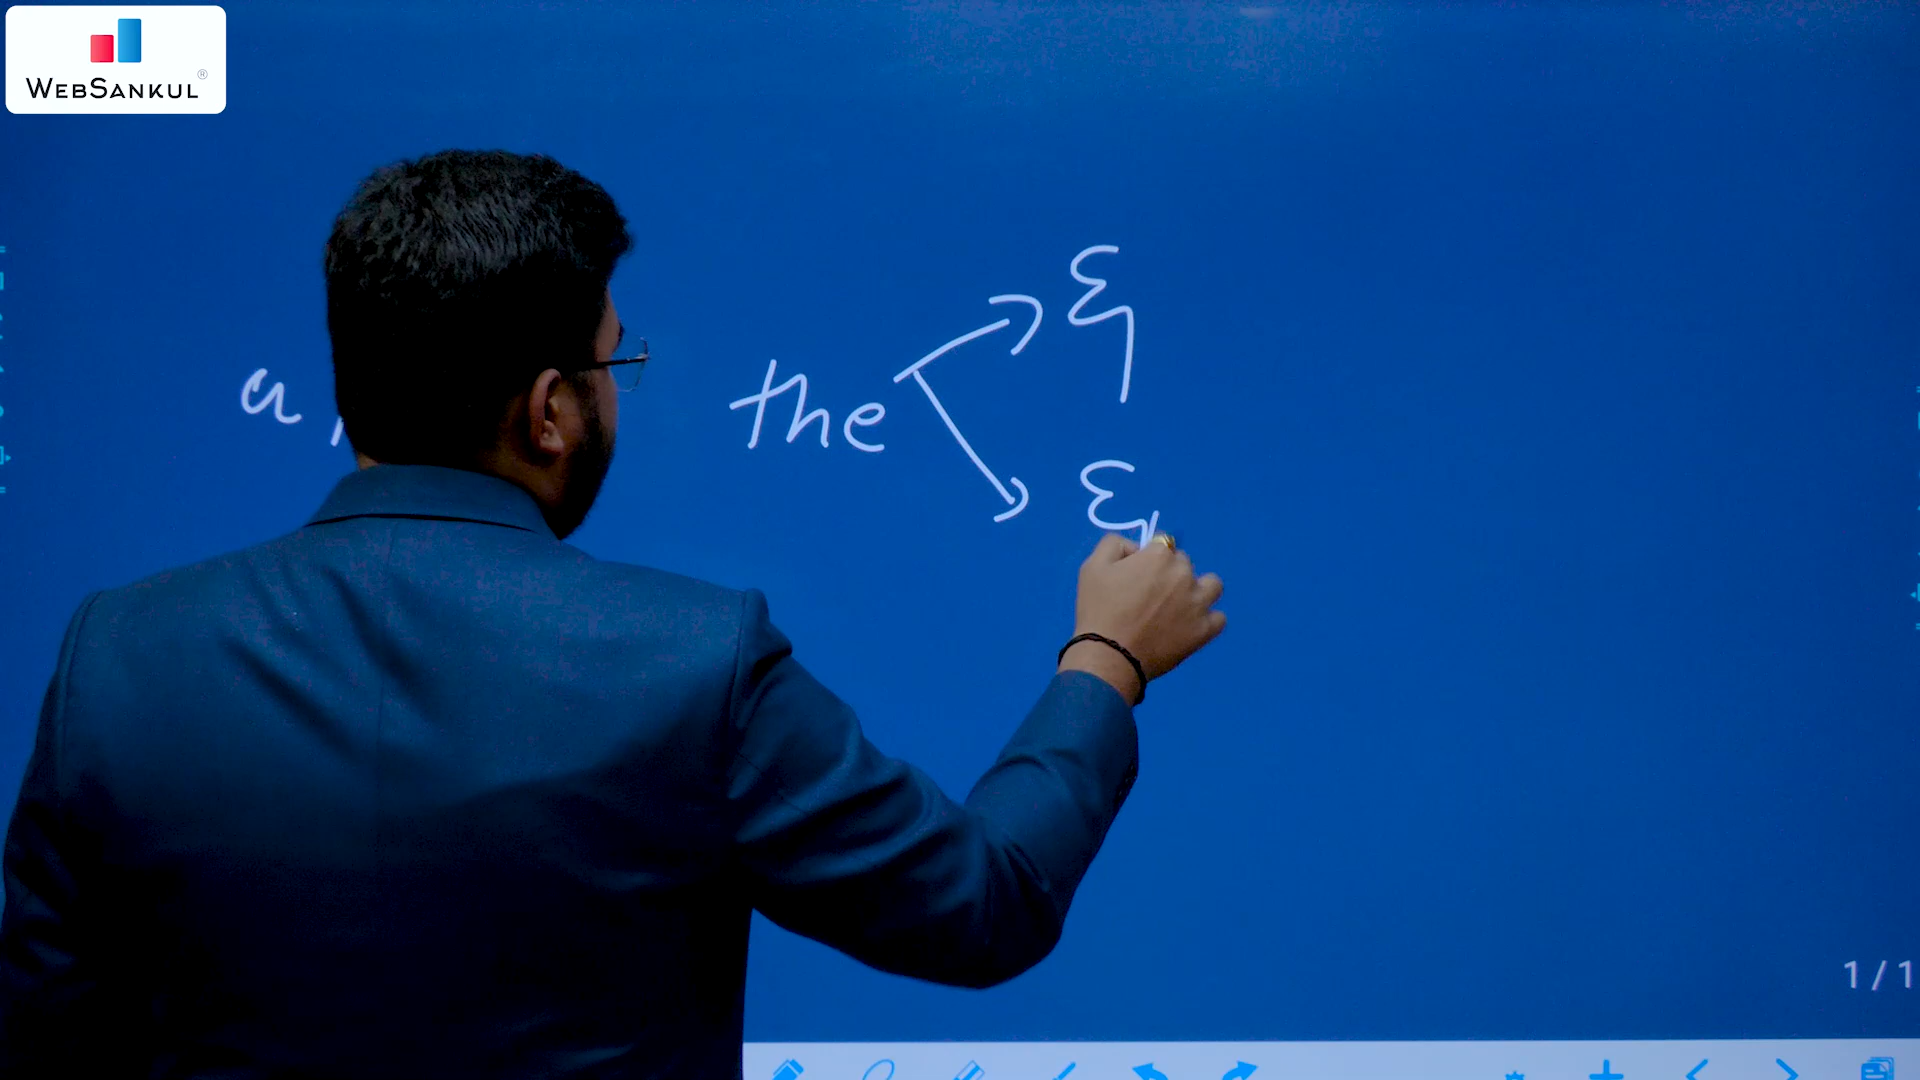 WEBSANKUL®
a,
the
ધ
ધી
1/1